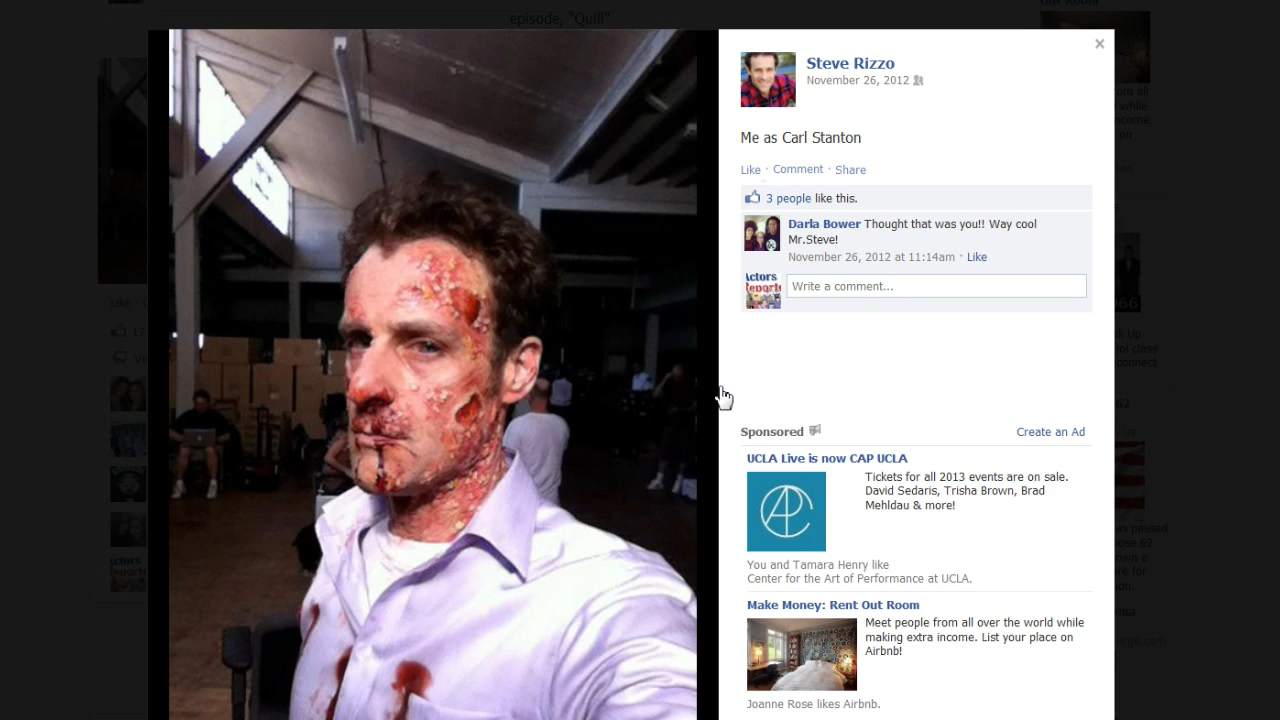 episode, "Quill"
Steve Rizzo
November 26, 2012
Me as Carl Stanton
Like · Comment · Share
3 people like this.
Darla Bower Thought that was you!! Way cool
Mr.Steve!
November 26, 2012 at 11:14am · Like
Actors
Write a comment...
Sponsored
Create an Ad
UCLA Live is now CAP UCLA
Tickets for all 2013 events are on sale.
David Sedaris, Trisha Brown, Brad
Mehldau & more!
You and Tamara Henry like
Center for the Art of Performance at UCLA.
Make Money: Rent Out Room
Meet people from all over the world while
making extra income. List your place on
Airbnb!
Joanne Rose likes Airbnb.
Out Room
Like
17